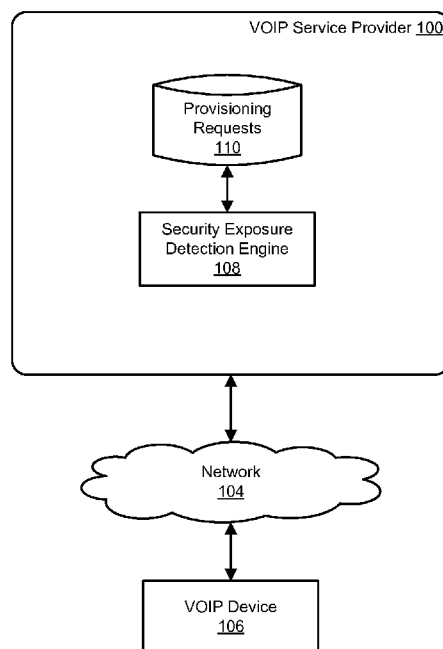 VOIP Service Provider 100
Provisioning
Requests
110
Security Exposure
Detection Engine
108
Network
104
VOIP Device
106